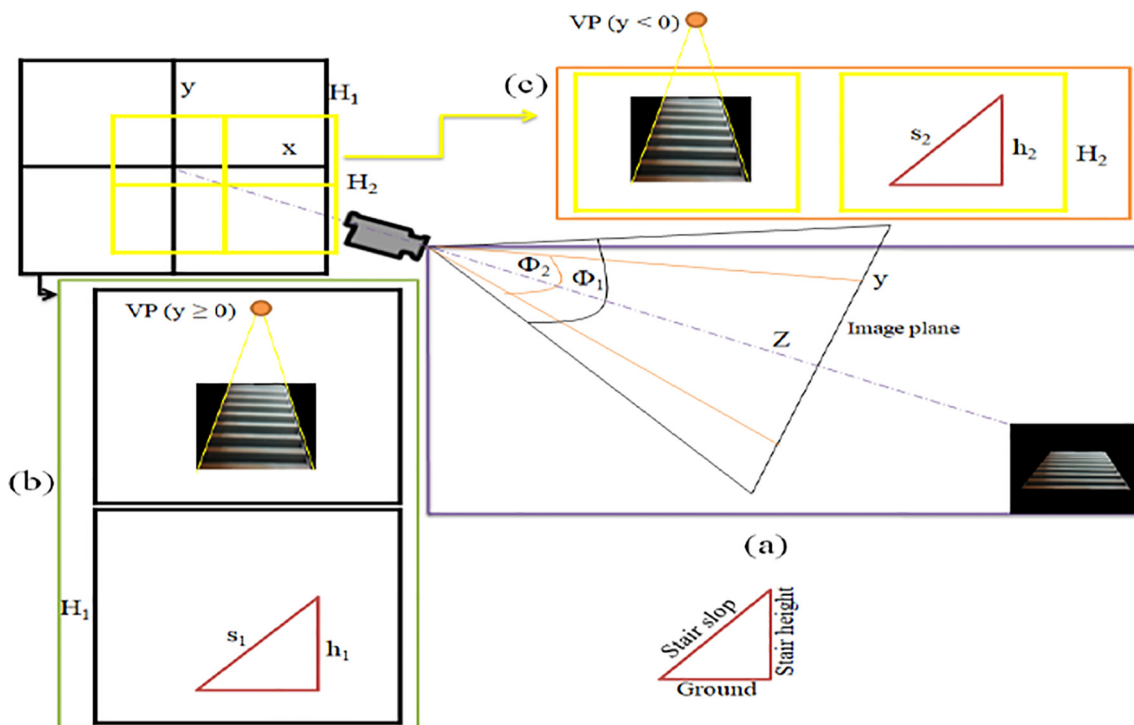 VP (y < 0)
(c)
y
H₁
x
H₂
s₂
h₂
H₂
Φ₂
Φ₁
y
Z
Image plane
VP (y ≥ 0)
(b)
(a)
H₁
s₁
h₁
Stair slop
Stair height
Ground